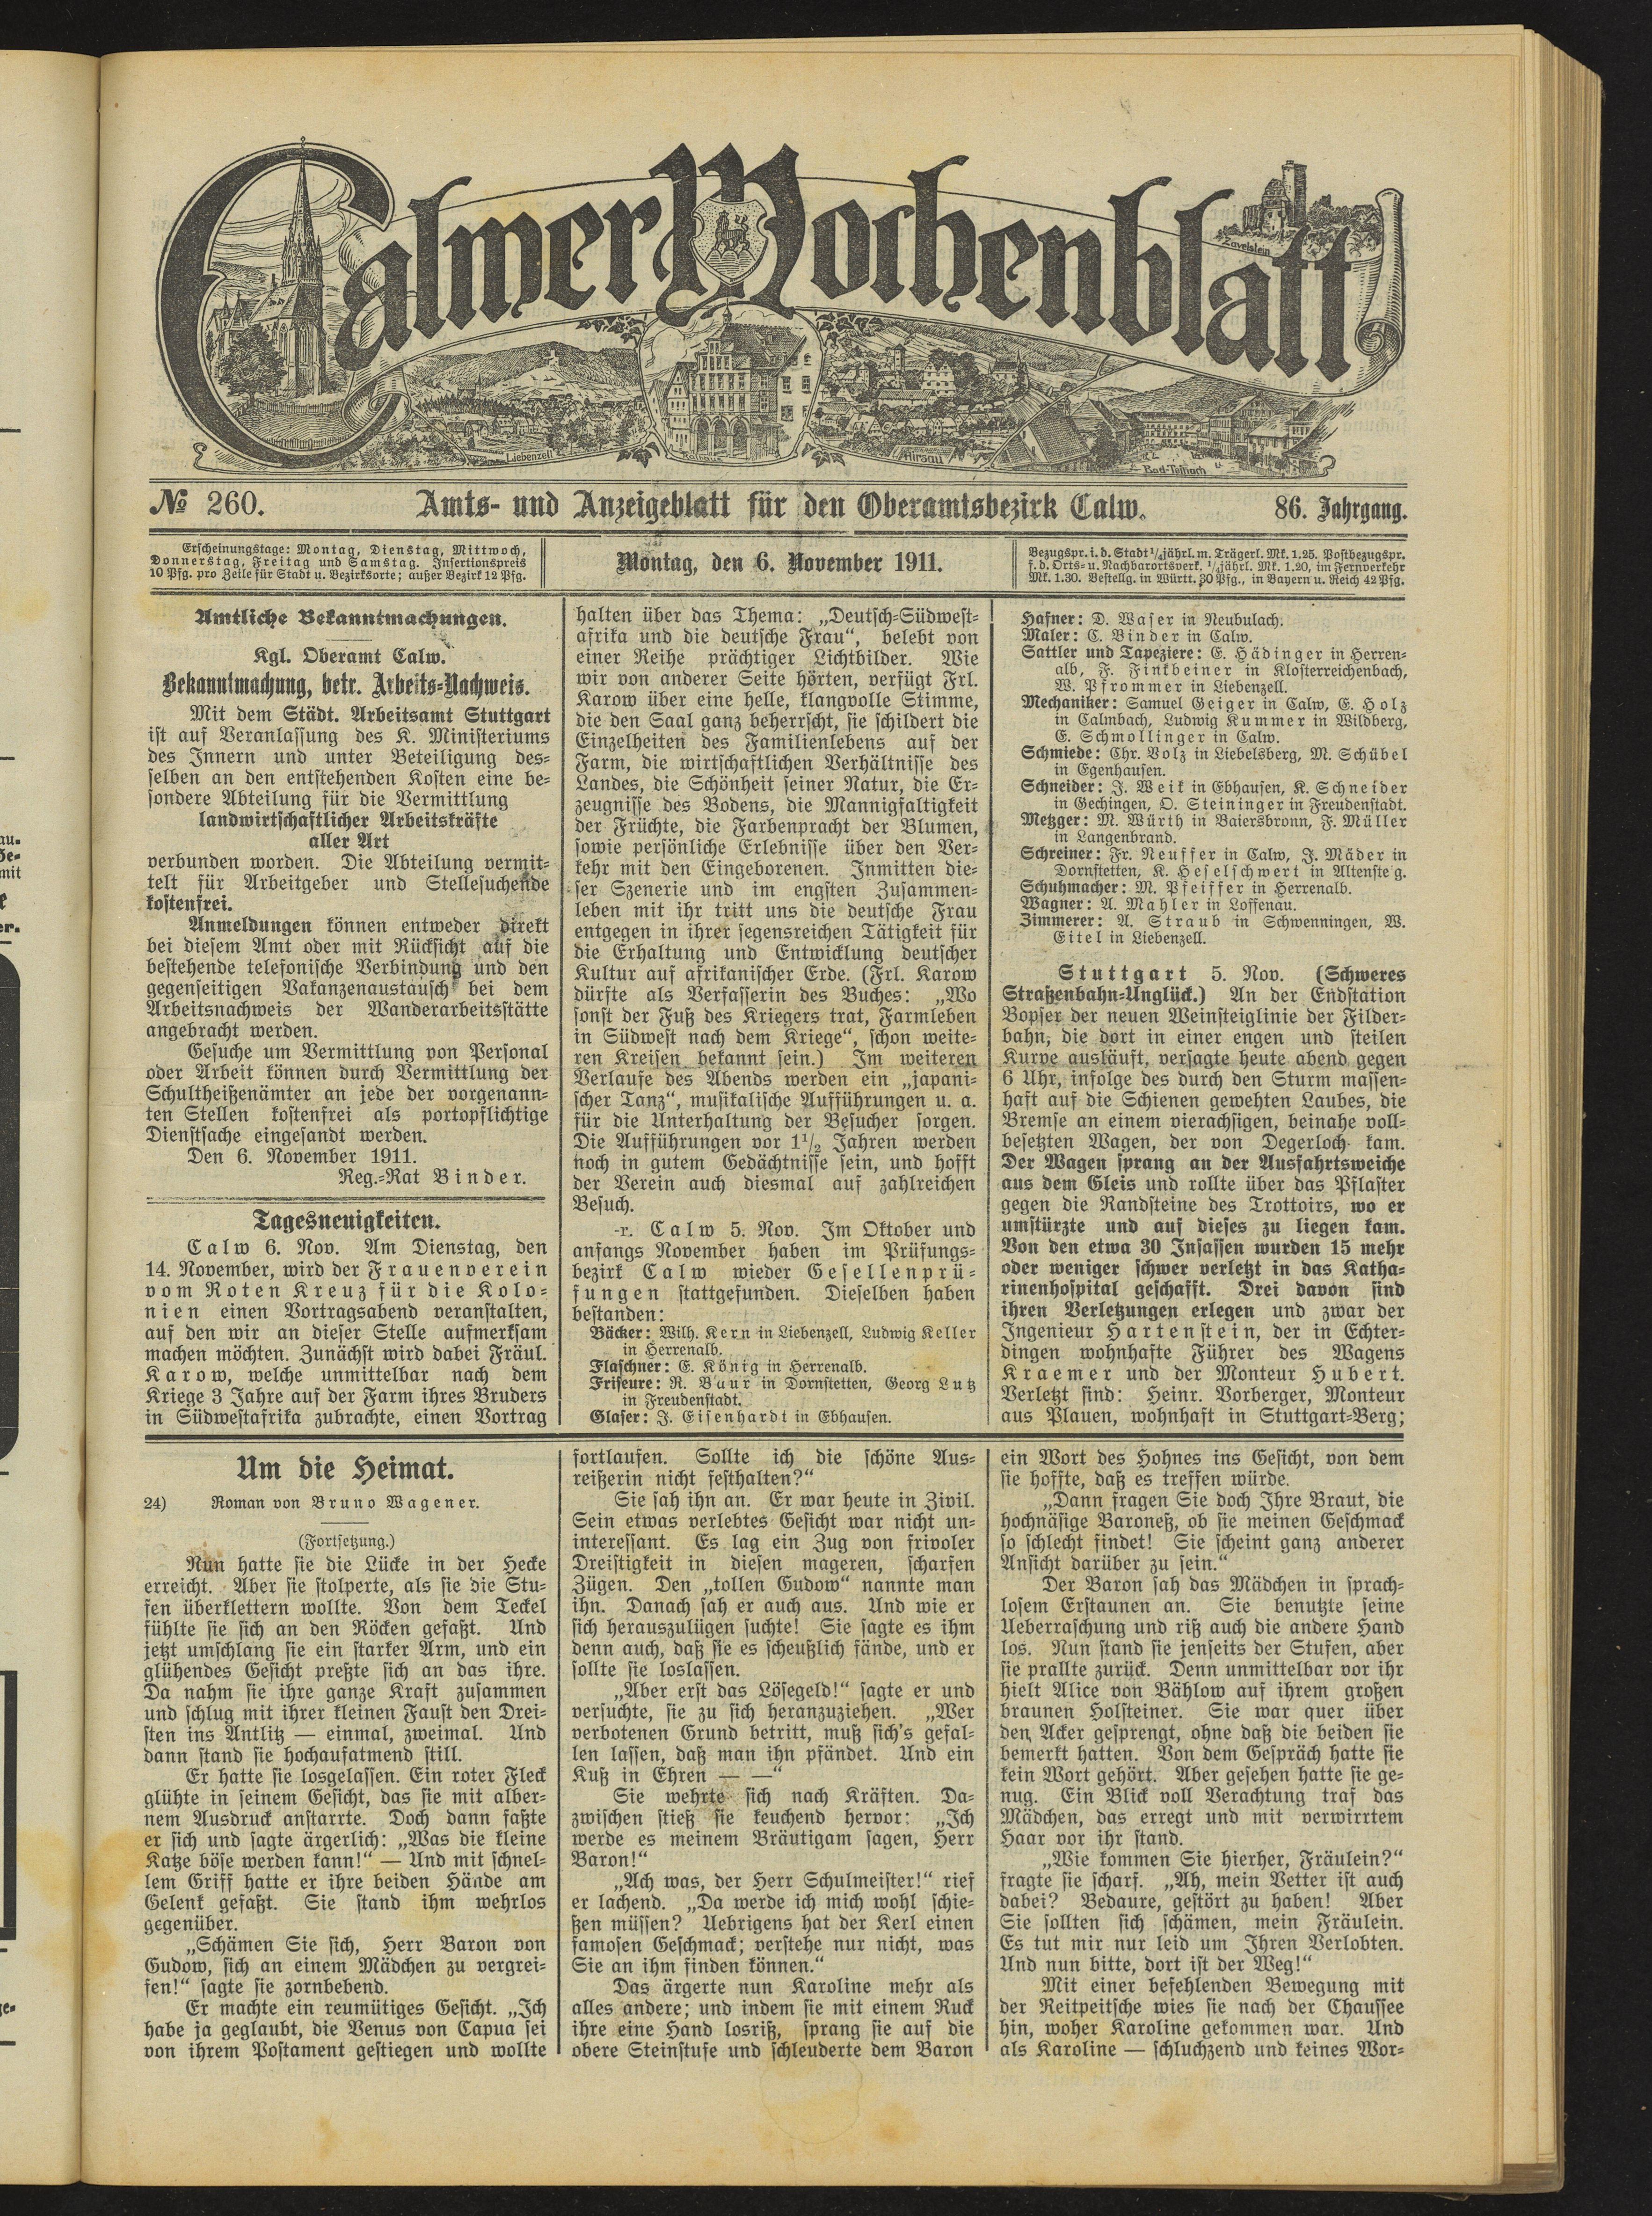 Calmer Wochenblatt
Zavelstein
Liebenzell
Rathaus
Hirsau
Bad-Teinach
№ 260.
Amts- und Anzeigeblatt für den Oberamtsbezirk Calw.
86. Jahrgang.
Erscheinungstage: Montag, Dienstag, Mittwoch,
Donnerstag, Freitag und Samstag. Insertionspreis
10 Pfg. pro Zeile für Stadt u. Bezirksorte; außer Bezirk 12 Pfg.
Montag, den 6. November 1911.
Bezugspr. i. d. Stadt ¼jährl. m. Trägerl. Mk. 1.25. Postbezugspr.
f. d. Orts- u. Nachbarortsverk. ¼jährl. Mk. 1.20, im Fernverkehr
Mk. 1.30. Bestellg. in Württ. 30 Pfg., in Bayern u. Reich 42 Pfg.
Amtliche Bekanntmachungen.
Kgl. Oberamt Calw.
Bekanntmachung, betr. Arbeits-Nachweis.
Mit dem Städt. Arbeitsamt Stuttgart
ist auf Veranlassung des K. Ministeriums
des Innern und unter Beteiligung des-
selben an den entstehenden Kosten eine be-
sondere Abteilung für die Vermittlung
landwirtschaftlicher Arbeitskräfte
aller Art
verbunden worden. Die Abteilung vermit-
telt für Arbeitgeber und Stellesuchende
kostenfrei.
Anmeldungen können entweder direkt
bei diesem Amt oder mit Rücksicht auf die
bestehende telefonische Verbindung und den
gegenseitigen Vakanzenaustausch bei dem
Arbeitsnachweis der Wanderarbeitsstätte
angebracht werden.
Gesuche um Vermittlung von Personal
oder Arbeit können durch Vermittlung der
Schultheißenämter an jede der vorgenann-
ten Stellen kostenfrei als portopflichtige
Dienstsache eingesandt werden.
Den 6. November 1911.
Reg.-Rat Binder.
Tagesneuigkeiten.
Calw 6. Nov. Am Dienstag, den
14. November, wird der Frauenverein
vom Roten Kreuz für die Kolo-
nien einen Vortragsabend veranstalten,
auf den wir an dieser Stelle aufmerksam
machen möchten. Zunächst wird dabei Fräul.
Karow, welche unmittelbar nach dem
Kriege 3 Jahre auf der Farm ihres Bruders
in Südwestafrika zubrachte, einen Vortrag
halten über das Thema: „Deutsch-Südwest-
afrika und die deutsche Frau“, belebt von
einer Reihe prächtiger Lichtbilder. Wie
wir von anderer Seite hörten, verfügt Frl.
Karow über eine helle, klangvolle Stimme,
die den Saal ganz beherrscht, sie schildert die
Einzelheiten des Familienlebens auf der
Farm, die wirtschaftlichen Verhältnisse des
Landes, die Schönheit seiner Natur, die Er-
zeugnisse des Bodens, die Mannigfaltigkeit
der Früchte, die Farbenpracht der Blumen,
sowie persönliche Erlebnisse über den Ver-
kehr mit den Eingeborenen. Inmitten die-
ser Szenerie und im engsten Zusammen-
leben mit ihr tritt uns die deutsche Frau
entgegen in ihrer segensreichen Tätigkeit für
die Erhaltung und Entwicklung deutscher
Kultur auf afrikanischer Erde. (Frl. Karow
dürfte als Verfasserin des Buches: „Wo
sonst der Fuß des Kriegers trat, Farmleben
in Südwest nach dem Kriege“, schon weite-
ren Kreisen bekannt sein.) Im weiteren
Verlaufe des Abends werden ein „japani-
scher Tanz“, musikalische Aufführungen u. a.
für die Unterhaltung der Besucher sorgen.
Die Aufführungen vor 1½ Jahren werden
noch in gutem Gedächtnisse sein, und hofft
der Verein auch diesmal auf zahlreichen
Besuch.
-r. Calw 5. Nov. Im Oktober und
anfangs November haben im Prüfungs-
bezirk Calw wieder Gesellenprü-
fungen stattgefunden. Dieselben haben
bestanden:
Bäcker: Wilh. Kern in Liebenzell, Ludwig Keller
in Herrenalb.
Flaschner: E. König in Herrenalb.
Friseure: R. Baur in Dornstetten, Georg Lutz
in Freudenstadt.
Glaser: J. Eisenhardt in Ebhausen.
Hafner: D. Waser in Neubulach.
Maler: C. Binder in Calw.
Sattler und Tapeziere: E. Hädinger in Herren-
alb, F. Finkbeiner in Klosterreichenbach,
W. Pfrommer in Liebenzell.
Mechaniker: Samuel Geiger in Calw, E. Holz
in Calmbach, Ludwig Kummer in Wildberg,
E. Schmollinger in Calw.
Schmiede: Chr. Volz in Liebelsberg, M. Schübel
in Egenhausen.
Schneider: J. Weik in Ebhausen, K. Schneider
in Gechingen, O. Steininger in Freudenstadt.
Metzger: M. Würth in Baiersbronn, F. Müller
in Langenbrand.
Schreiner: Fr. Neuffer in Calw, J. Mäder in
Dornstetten, K. Heselschwert in Altensteig.
Schuhmacher: M. Pfeiffer in Herrenalb.
Wagner: A. Mahler in Loffenau.
Zimmerer: A. Straub in Schwenningen, W.
Eitel in Liebenzell.
Stuttgart 5. Nov. (Schweres
Straßenbahn-Unglück.) An der Endstation
Bopser der neuen Weinsteiglinie der Filder-
bahn, die dort in einer engen und steilen
Kurve ausläuft, versagte heute abend gegen
6 Uhr, infolge des durch den Sturm massen-
haft auf die Schienen gewehten Laubes, die
Bremse an einem vierachsigen, beinahe voll-
besetzten Wagen, der von Degerloch kam.
Der Wagen sprang an der Ausfahrtsweiche
aus dem Gleis und rollte über das Pflaster
gegen die Randsteine des Trottoirs, wo er
umstürzte und auf dieses zu liegen kam.
Von den etwa 30 Insassen wurden 15 mehr
oder weniger schwer verletzt in das Katha-
rinenhospital geschafft. Drei davon sind
ihren Verletzungen erlegen und zwar der
Ingenieur Hartenstein, der in Echter-
dingen wohnhafte Führer des Wagens
Kraemer und der Monteur Hubert.
Verletzt sind: Heinr. Vorberger, Monteur
aus Plauen, wohnhaft in Stuttgart-Berg;
Um die Heimat.
24) Roman von Bruno Wagener.
(Fortsetzung.)
Nun hatte sie die Lücke in der Hecke
erreicht. Aber sie stolperte, als sie die Stu-
fen überklettern wollte. Von dem Teckel
fühlte sie sich an den Röcken gefaßt. Und
jetzt umschlang sie ein starker Arm, und ein
glühendes Gesicht preßte sich an das ihre.
Da nahm sie ihre ganze Kraft zusammen
und schlug mit ihrer kleinen Faust den Drei-
sten ins Antlitz — einmal, zweimal. Und
dann stand sie hochaufatmend still.
Er hatte sie losgelassen. Ein roter Fleck
glühte in seinem Gesicht, das sie mit alber-
nem Ausdruck anstarrte. Doch dann faßte
er sich und sagte ärgerlich: „Was die kleine
Katze böse werden kann!“ — Und mit schnel-
lem Griff hatte er ihre beiden Hände am
Gelenk gefaßt. Sie stand ihm wehrlos
gegenüber.
„Schämen Sie sich, Herr Baron von
Gudow, sich an einem Mädchen zu vergrei-
fen!“ sagte sie zornbebend.
Er machte ein reumütiges Gesicht. „Ich
habe ja geglaubt, die Venus von Capua sei
von ihrem Postament gestiegen und wollte
fortlaufen. Sollte ich die schöne Aus-
reißerin nicht festhalten?“
Sie sah ihn an. Er war heute in Zivil.
Sein etwas verlebtes Gesicht war nicht un-
interessant. Es lag ein Zug von frivoler
Dreistigkeit in diesen mageren, scharfen
Zügen. Den „tollen Gudow“ nannte man
ihn. Danach sah er auch aus. Und wie er
sich herauszulügen suchte! Sie sagte es ihm
denn auch, daß sie es scheußlich fände, und er
sollte sie loslassen.
„Aber erst das Lösegeld!“ sagte er und
versuchte, sie zu sich heranzuziehen. „Wer
verbotenen Grund betritt, muß sich's gefal-
len lassen, daß man ihn pfändet. Und ein
Kuß in Ehren — —“
Sie wehrte sich nach Kräften. Da-
zwischen stieß sie keuchend hervor: „Ich
werde es meinem Bräutigam sagen, Herr
Baron!“
„Ach was, der Herr Schulmeister!“ rief
er lachend. „Da werde ich mich wohl schie-
ßen müssen? Uebrigens hat der Kerl einen
famosen Geschmack; verstehe nur nicht, was
Sie an ihm finden können.“
Das ärgerte nun Karoline mehr als
alles andere; und indem sie mit einem Ruck
ihre eine Hand losriß, sprang sie auf die
obere Steinstufe und schleuderte dem Baron
ein Wort des Hohnes ins Gesicht, von dem
sie hoffte, daß es treffen würde.
„Dann fragen Sie doch Ihre Braut, die
hochnäsige Baroneß, ob sie meinen Geschmack
so schlecht findet! Sie scheint ganz anderer
Ansicht darüber zu sein.“
Der Baron sah das Mädchen in sprach-
losem Erstaunen an. Sie benutzte seine
Ueberraschung und riß auch die andere Hand
los. Nun stand sie jenseits der Stufen, aber
sie prallte zurück. Denn unmittelbar vor ihr
hielt Alice von Bählow auf ihrem großen
braunen Holsteiner. Sie war quer über
den Acker gesprengt, ohne daß die beiden sie
bemerkt hatten. Von dem Gespräch hatte sie
kein Wort gehört. Aber gesehen hatte sie ge-
nug. Ein Blick voll Verachtung traf das
Mädchen, das erregt und mit verwirrtem
Haar vor ihr stand.
„Wie kommen Sie hierher, Fräulein?“
fragte sie scharf. „Ah, mein Vetter ist auch
dabei? Bedaure, gestört zu haben! Aber
Sie sollten sich schämen, mein Fräulein.
Es tut mir nur leid um Ihren Verlobten.
Und nun bitte, dort ist der Weg!“
Mit einer befehlenden Bewegung mit
der Reitpeitsche wies sie nach der Chaussee
hin, woher Karoline gekommen war. Und
als Karoline — schluchzend und keines Wor-